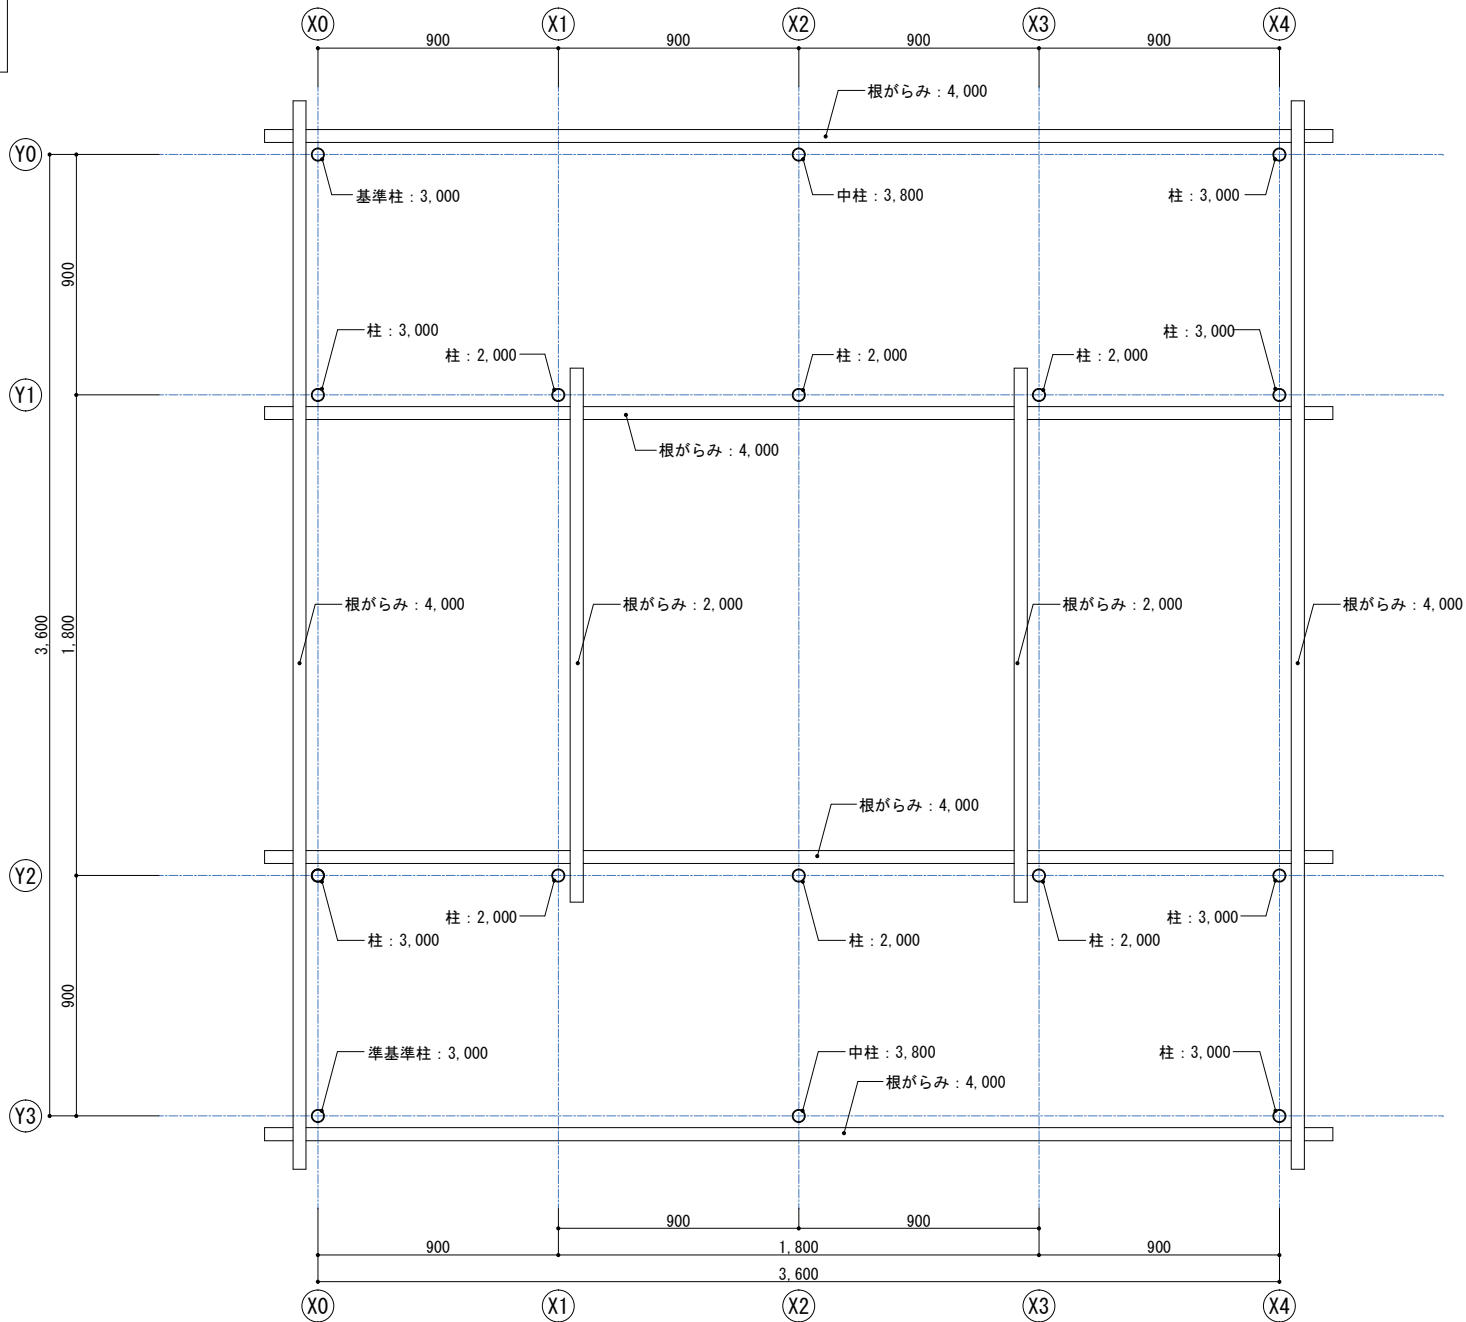 X0 X1 X2 X3 X4
900 900 900 900
根がらみ：4,000
Y0
基準柱：3,000 中柱：3,800 柱：3,000
900
柱：3,000 柱：3,000
柱：2,000 柱：2,000 柱：2,000
Y1
根がらみ：4,000
根がらみ：4,000 根がらみ：2,000 根がらみ：2,000 根がらみ：4,000
3,600 1,800
根がらみ：4,000
Y2
柱：2,000 柱：3,000
柱：3,000 柱：2,000 柱：2,000
900
準基準柱：3,000 中柱：3,800 柱：3,000
根がらみ：4,000
Y3
900 900
900 1,800 900
3,600
X0 X1 X2 X3 X4